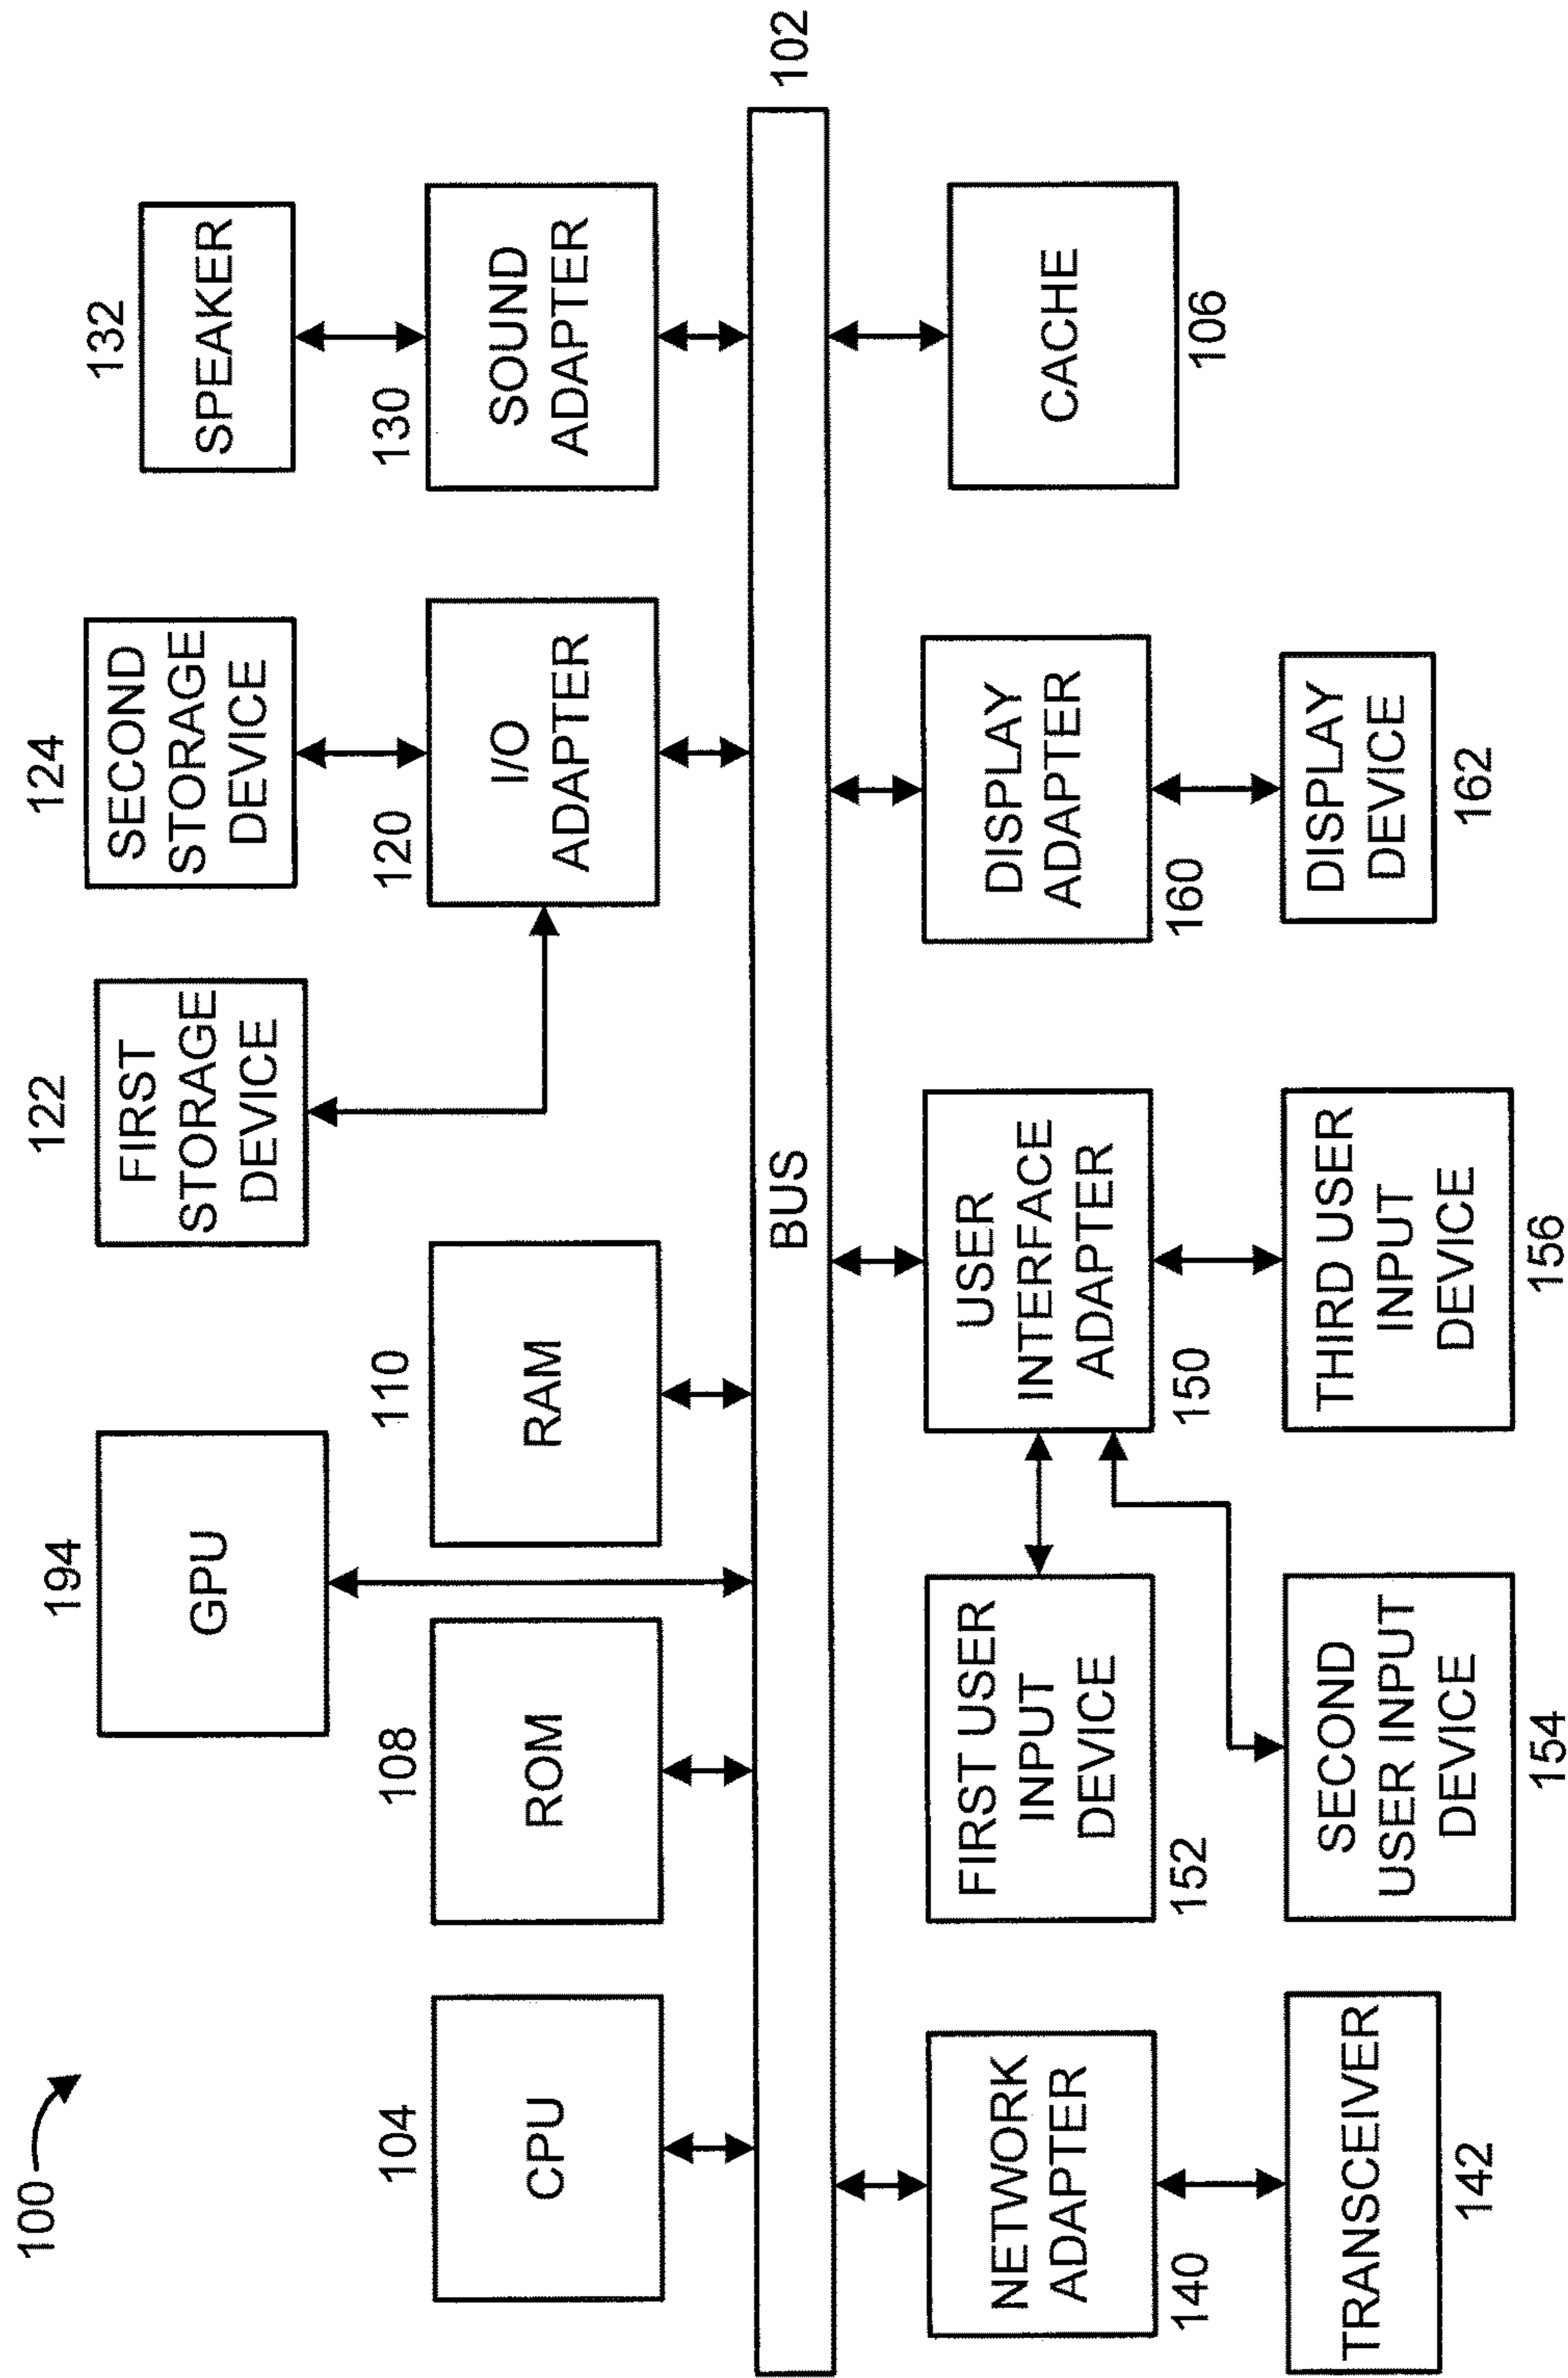 100
194
GPU
122
FIRST
STORAGE
DEVICE
124
SECOND
STORAGE
DEVICE
132
SPEAKER
104
CPU
108
ROM
110
RAM
120
I/O
ADAPTER
130
SOUND
ADAPTER
BUS
102
NETWORK
ADAPTER
140
FIRST USER
INPUT
DEVICE
152
USER
INTERFACE
ADAPTER
150
DISPLAY
ADAPTER
160
CACHE
106
TRANSCEIVER
142
SECOND
USER INPUT
DEVICE
154
THIRD USER
INPUT
DEVICE
156
DISPLAY
DEVICE
162